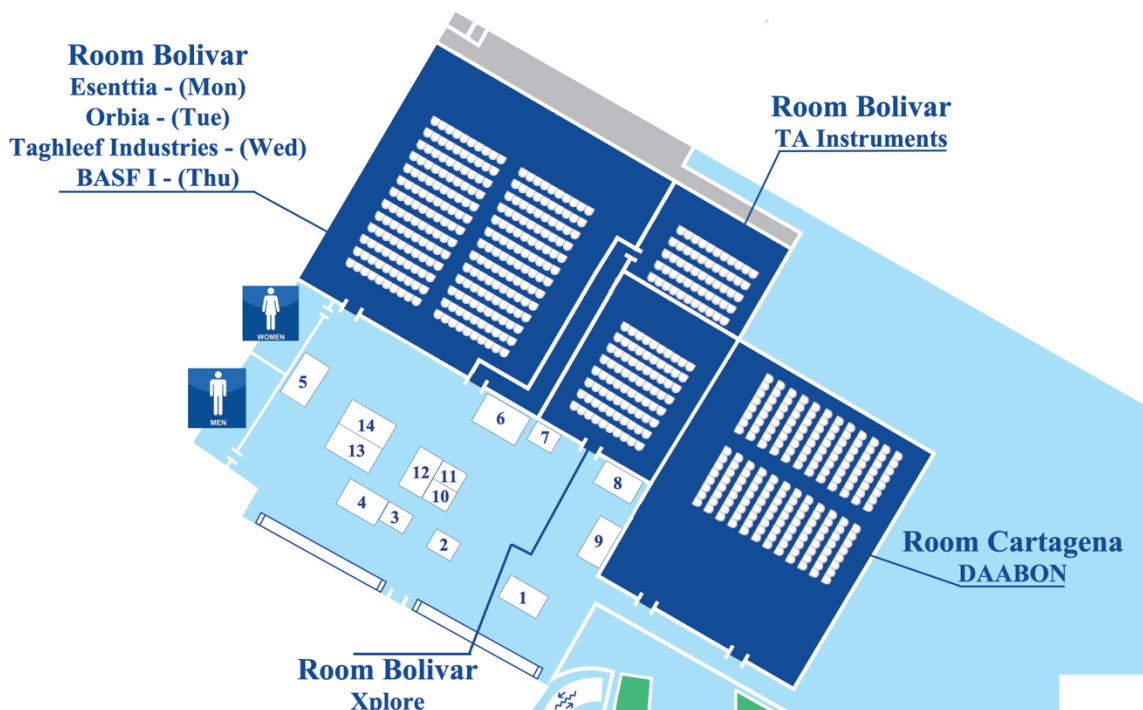 Room Bolivar
Esenttia - (Mon)
Orbia - (Tue)
Taghleef Industries - (Wed)
BASF I - (Thu)
Room Bolivar
TA Instruments
WOMEN
MEN
5
14
13
6
7
12
11
10
8
4
3
2
9
1
Room Cartagena
DAABON
Room Bolivar
Xplore